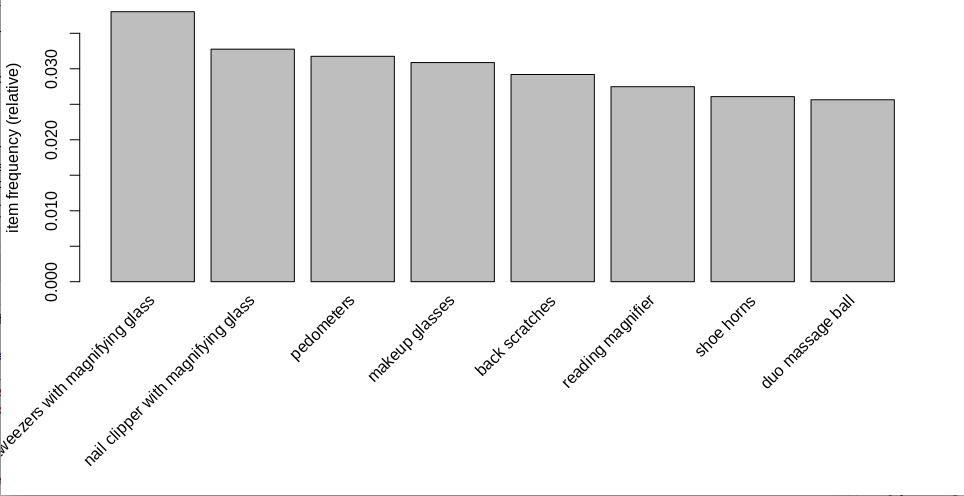 item frequency (relative)
0.030
0.020
0.010
0.000
weezers with magnifying glass
nail clipper with magnifying glass
pedometers
makeup glasses
back scratches
reading magnifier
shoe horns
duo massage ball